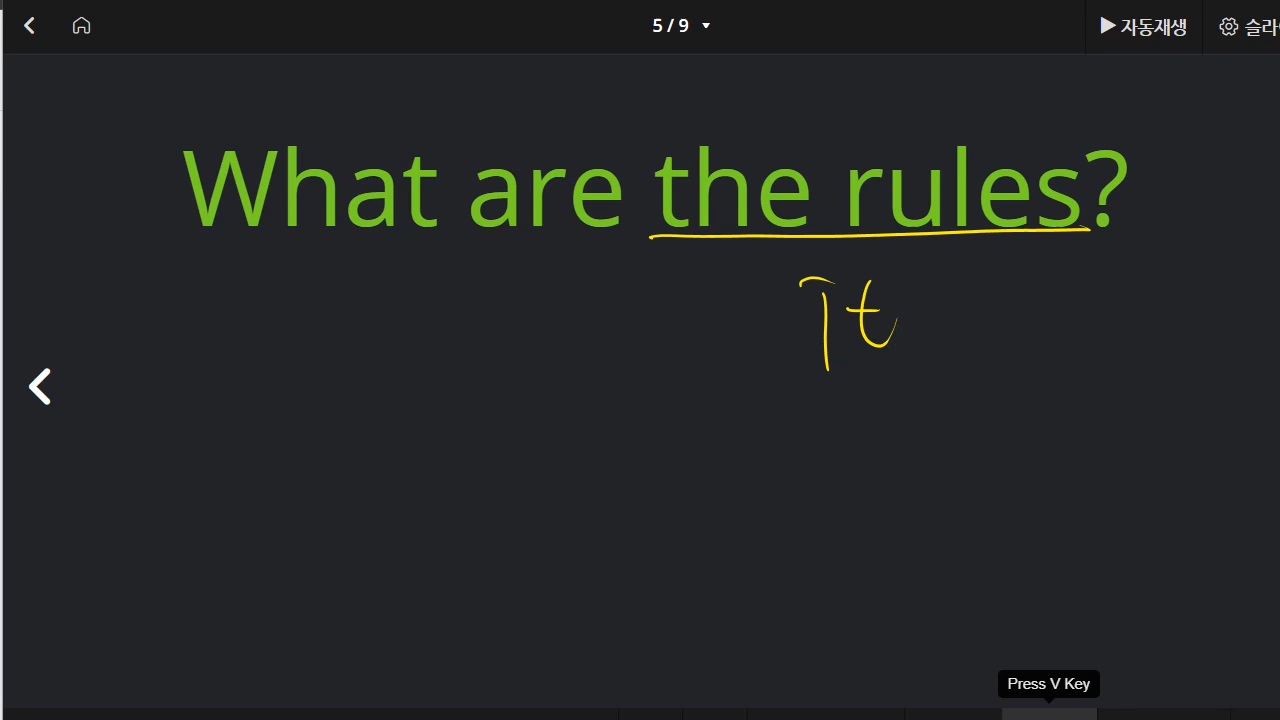 5 / 9
▶ 자동재생
슬라
What are the rules?
It
Press V Key